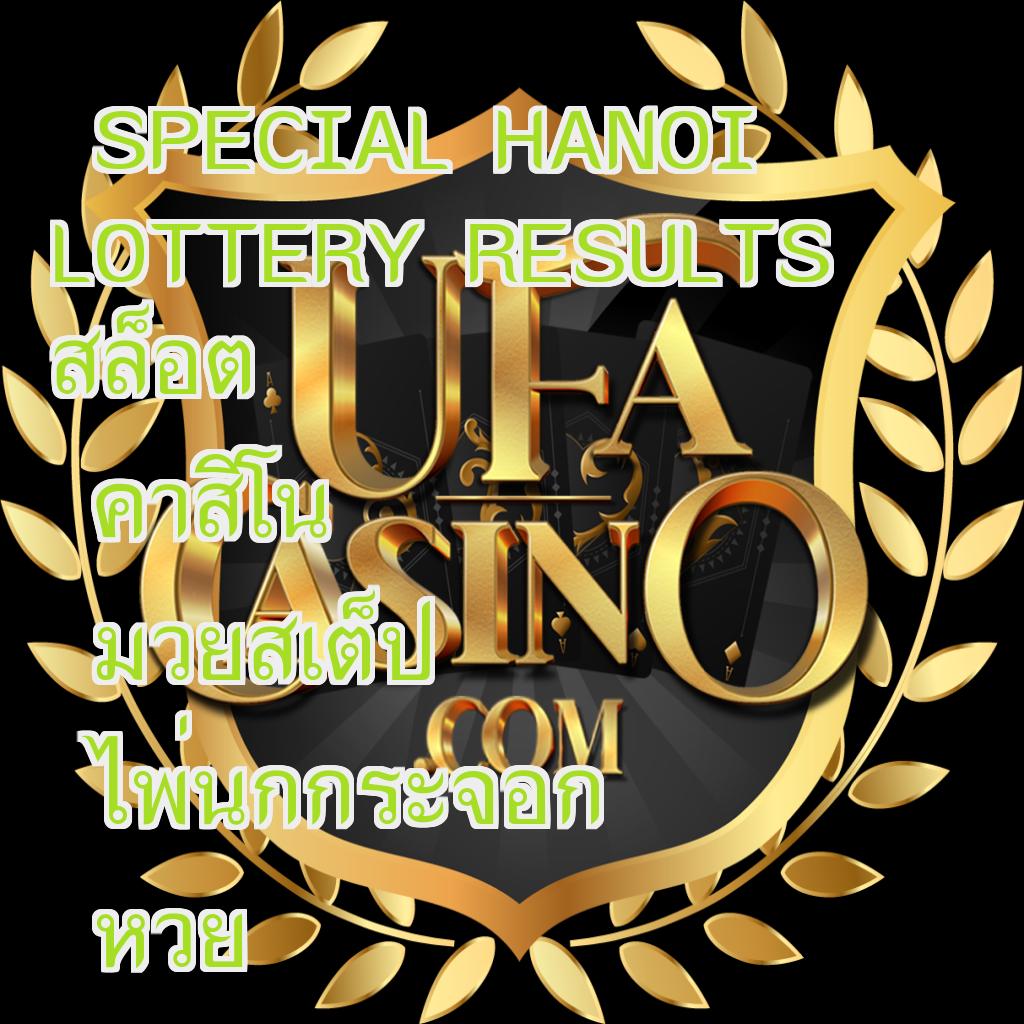 SPECIAL HANOI
LOTTERY RESULTS
สล็อต
คาสิโน
มวยสเต็ป
ไพ่นกกระจอก
หวย
UFA
CASINO
.COM